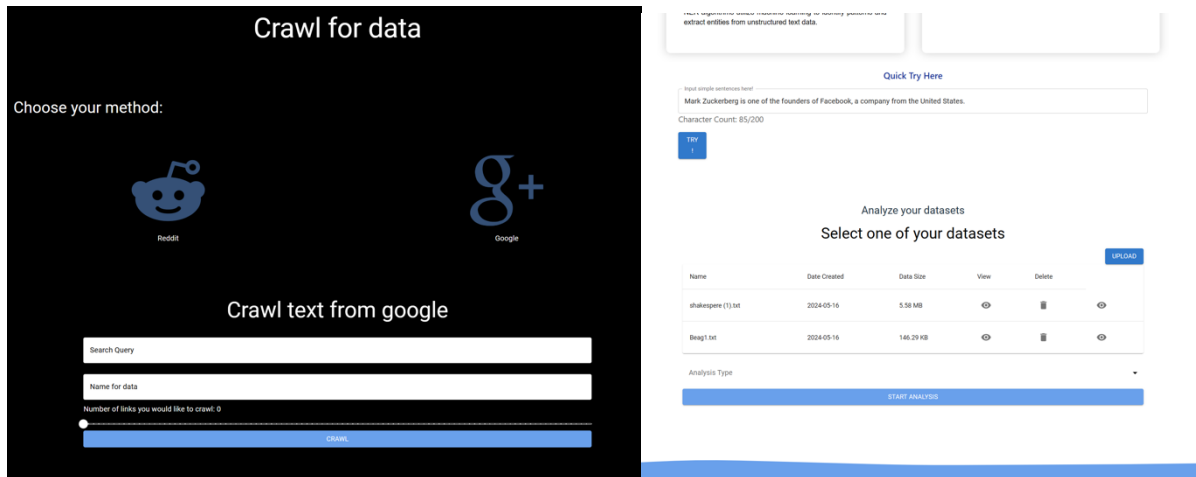 Crawl for data
Choose your method:
g+
Reddit
Google
Crawl text from google
Search Query
Name for data
Number of links you would like to crawl: 0
CRAWL
extract entities from unstructured text data.
Quick Try Here
Input simple sentences here!
Mark Zuckerberg is one of the founders of Facebook, a company from the United States.
Character Count: 85/200
TRY
!
Analyze your datasets
Select one of your datasets
UPLOAD
Name Date Created Data Size View Delete
shakespere (1).txt 2024-05-16 5.58 MB
Beag1.txt 2024-05-16 146.29 KB
Analysis Type
START ANALYSIS